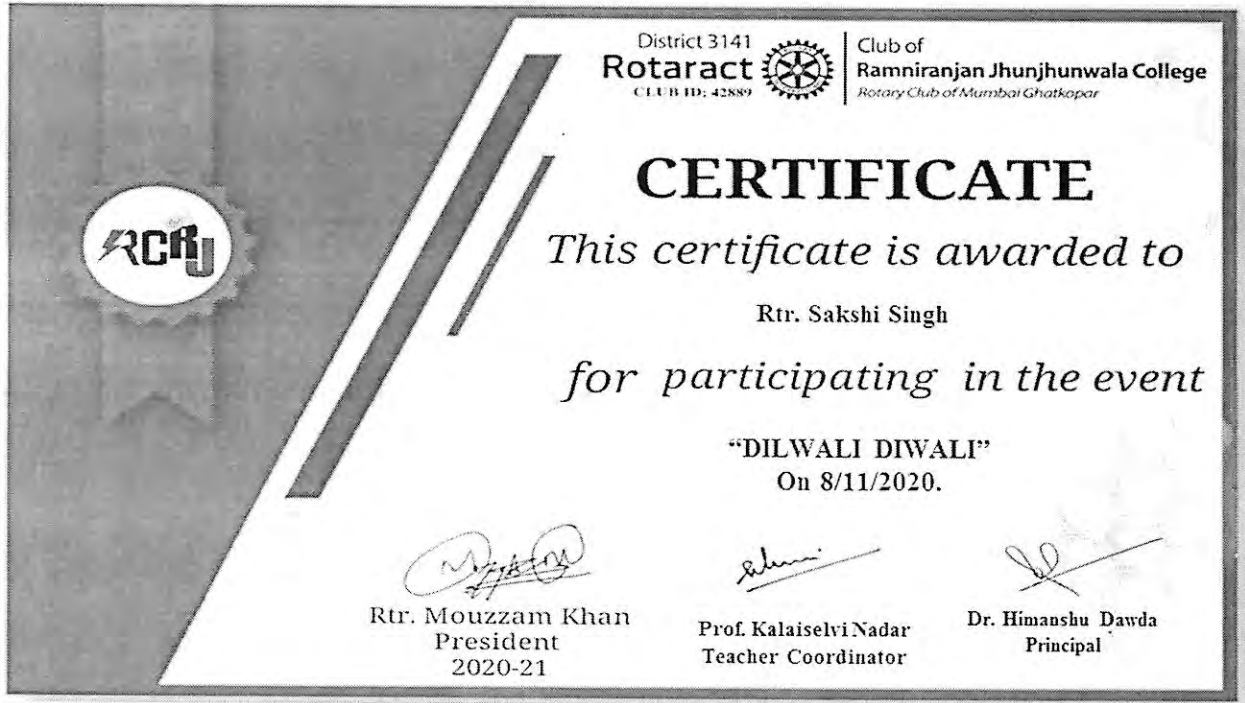 District 3141
Rotaract
CLUB ID: 42889
Club of
Ramniranjan Jhunjhunwala College
Rotary Club of Mumbai Ghatkopar
RCRJ
CERTIFICATE
This certificate is awarded to
Rtr. Sakshi Singh
for participating in the event
“DILWALI DIWALI”
On 8/11/2020.
Rtr. Mouzzam Khan
President
2020-21
Prof. Kalaiselvi Nadar
Teacher Coordinator
Dr. Himanshu Dawda
Principal